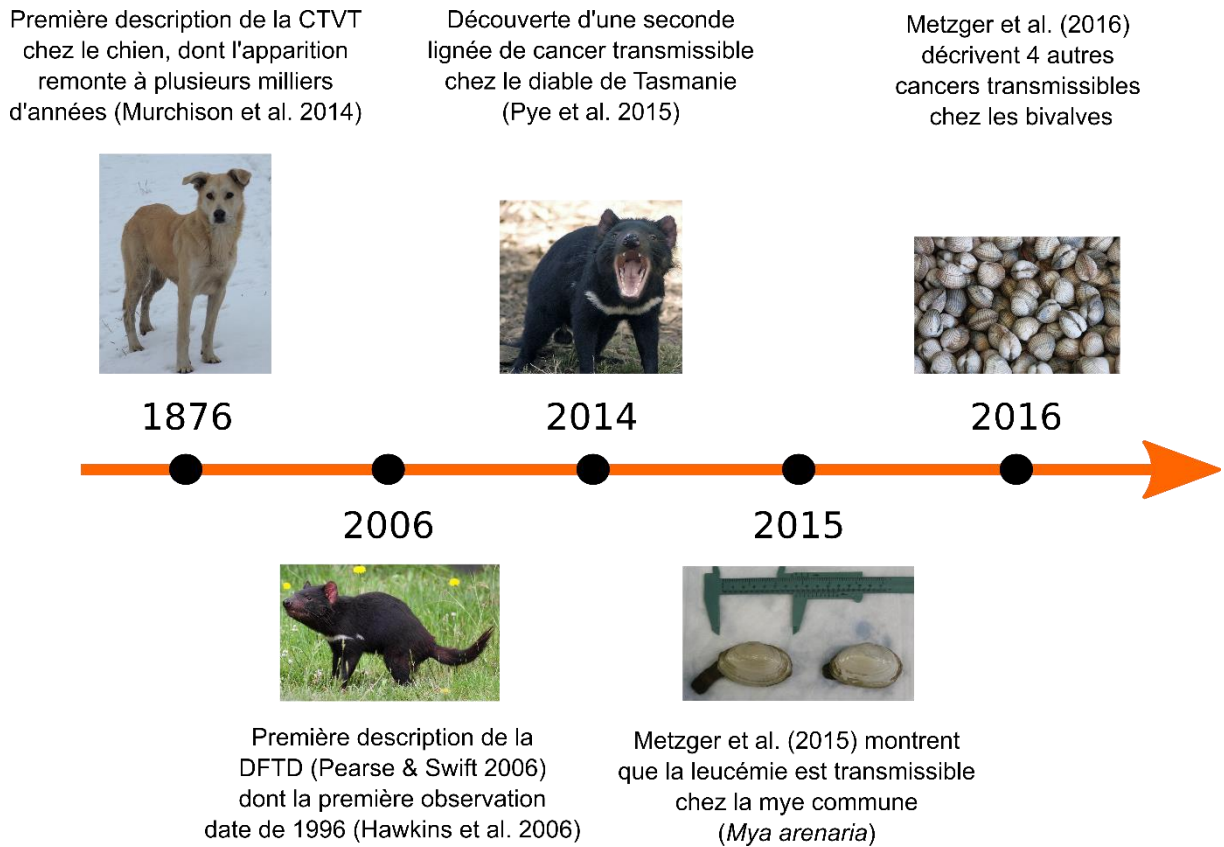 Première description de la CTVT
chez le chien, dont l'apparition
remonte à plusieurs milliers
d'années (Murchison et al. 2014)
Découverte d'une seconde
lignée de cancer transmissible
chez le diable de Tasmanie
(Pye et al. 2015)
Metzger et al. (2016)
décrivent 4 autres
cancers transmissibles
chez les bivalves
1876
2014
2016
2006
2015
Première description de la
DFTD (Pearse & Swift 2006)
dont la première observation
date de 1996 (Hawkins et al. 2006)
Metzger et al. (2015) montrent
que la leucémie est transmissible
chez la mye commune
(Mya arenaria)